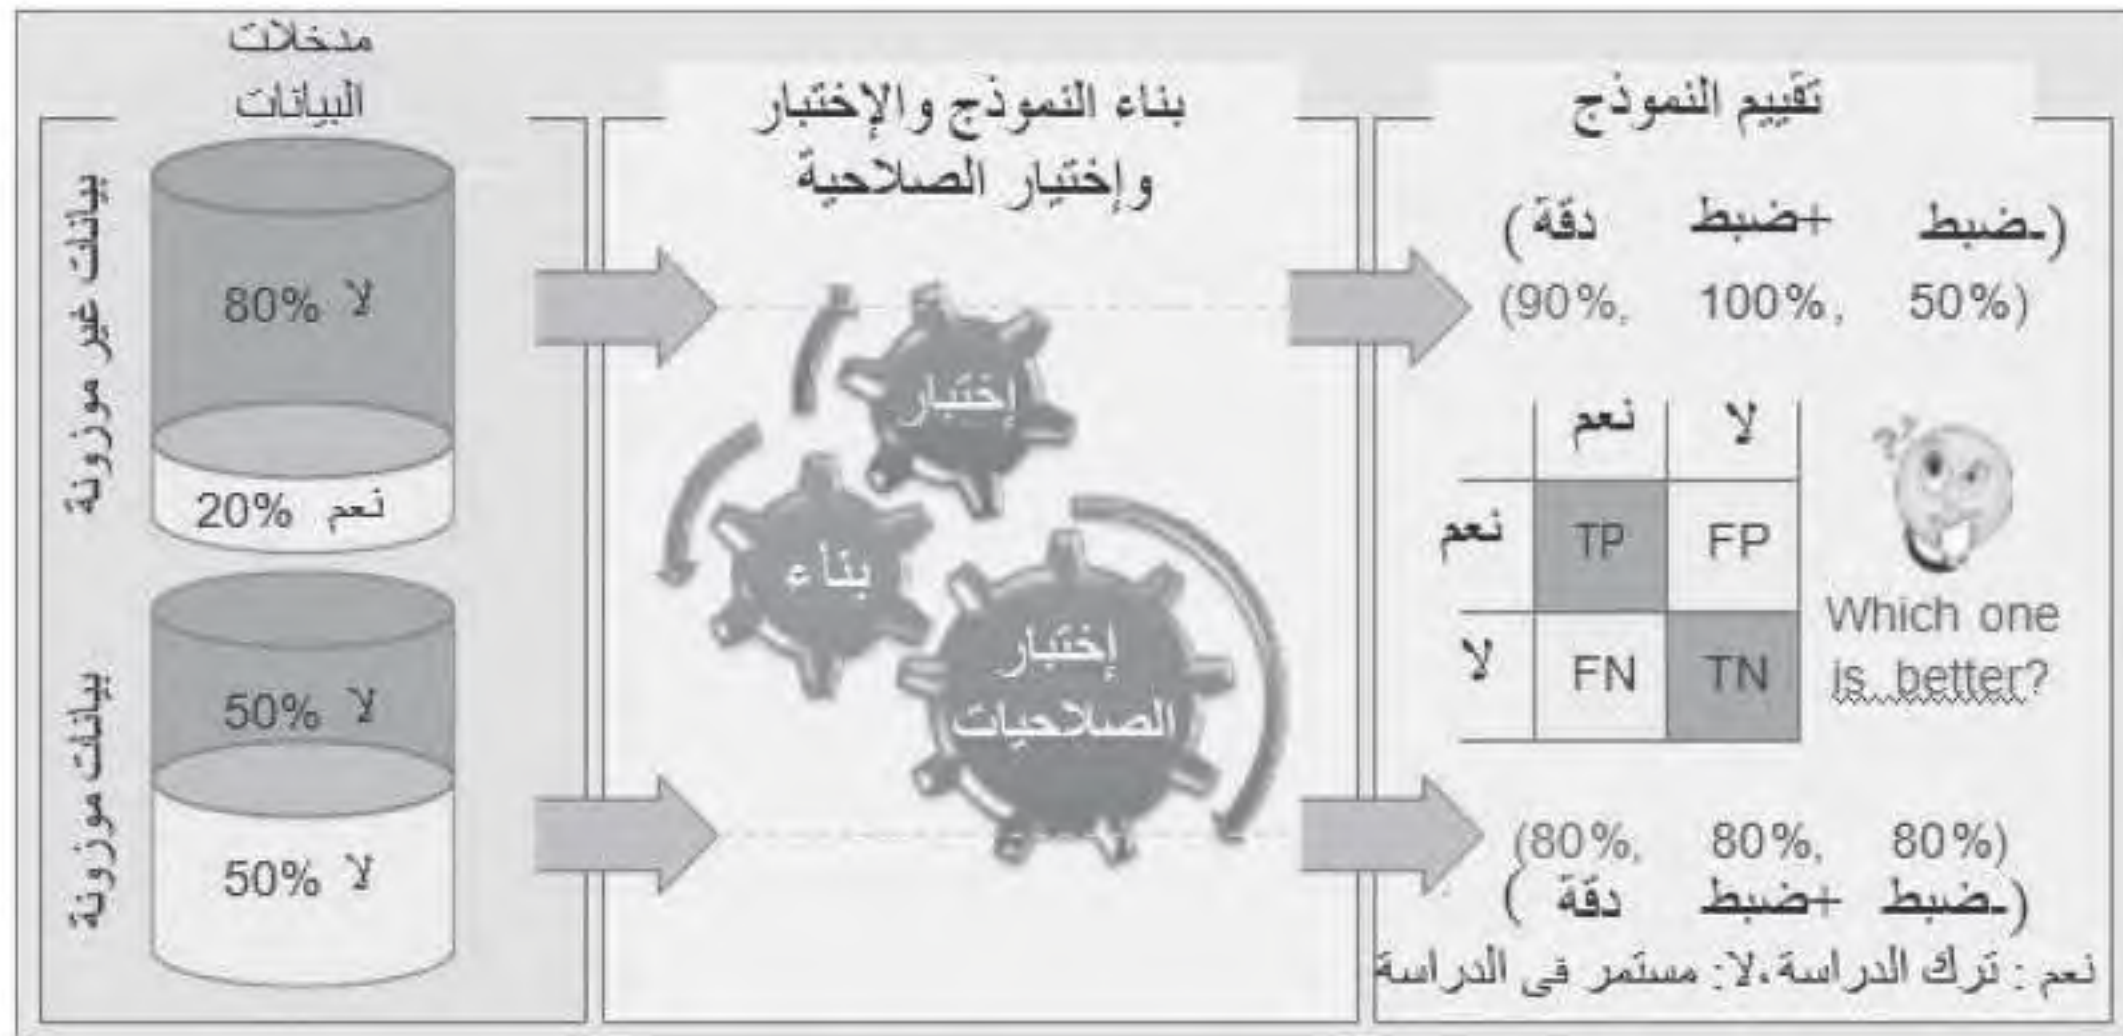 مدخلات
البيانات
بيانات غير موزونة
لا 80%
نعم 20%
بيانات موزونة
لا 50%
لا 50%
بناء النموذج والإختبار
وإختيار الصلاحية
إختبار
بناء
إختبار
الصلاحيات
تقييم النموذج
(-ضبط +ضبط دقة)
(90%, 100%, 50%)
نعم لا
نعم TP FP
لا FN TN
Which one
is better?
(80%, 80%, 80%)
(-ضبط +ضبط دقة)
نعم : ترك الدراسة ،لا: مستمر فى الدراسة